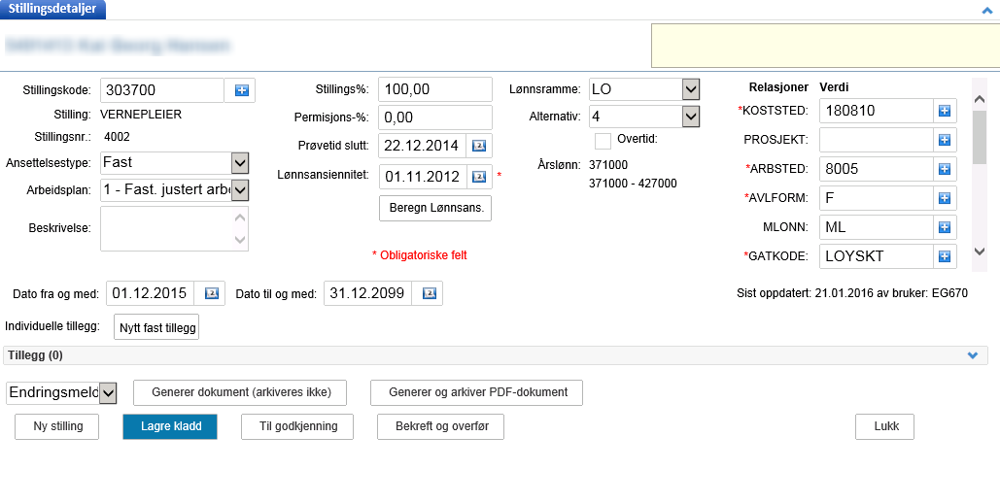 Stillingsdetaljer
Stillingskode: 303700
Stilling: VERNEPLEIER
Stillingsnr.: 4002
Ansettelsestype: Fast
Arbeidsplan: 1 - Fast. justert arbe
Beskrivelse:
Stillings%: 100,00
Permisjons-%: 0,00
Prøvetid slutt: 22.12.2014
Lønnsansiennitet: 01.11.2012 *
Beregn Lønnsans.
* Obligatoriske felt
Lønnsramme: LO
Alternativ: 4
Overtid:
Årslønn: 371000
371000 - 427000
Relasjoner Verdi
*KOSTSTED: 180810
PROSJEKT:
*ARBSTED: 8005
*AVLFORM: F
MLONN: ML
*GATKODE: LOYSKT
Dato fra og med: 01.12.2015 Dato til og med: 31.12.2099
Sist oppdatert: 21.01.2016 av bruker: EG670
Individuelle tillegg: Nytt fast tillegg
Tillegg (0)
Endringsmeld Generer dokument (arkiveres ikke) Generer og arkiver PDF-dokument
Ny stilling Lagre kladd Til godkjenning Bekreft og overfør Lukk